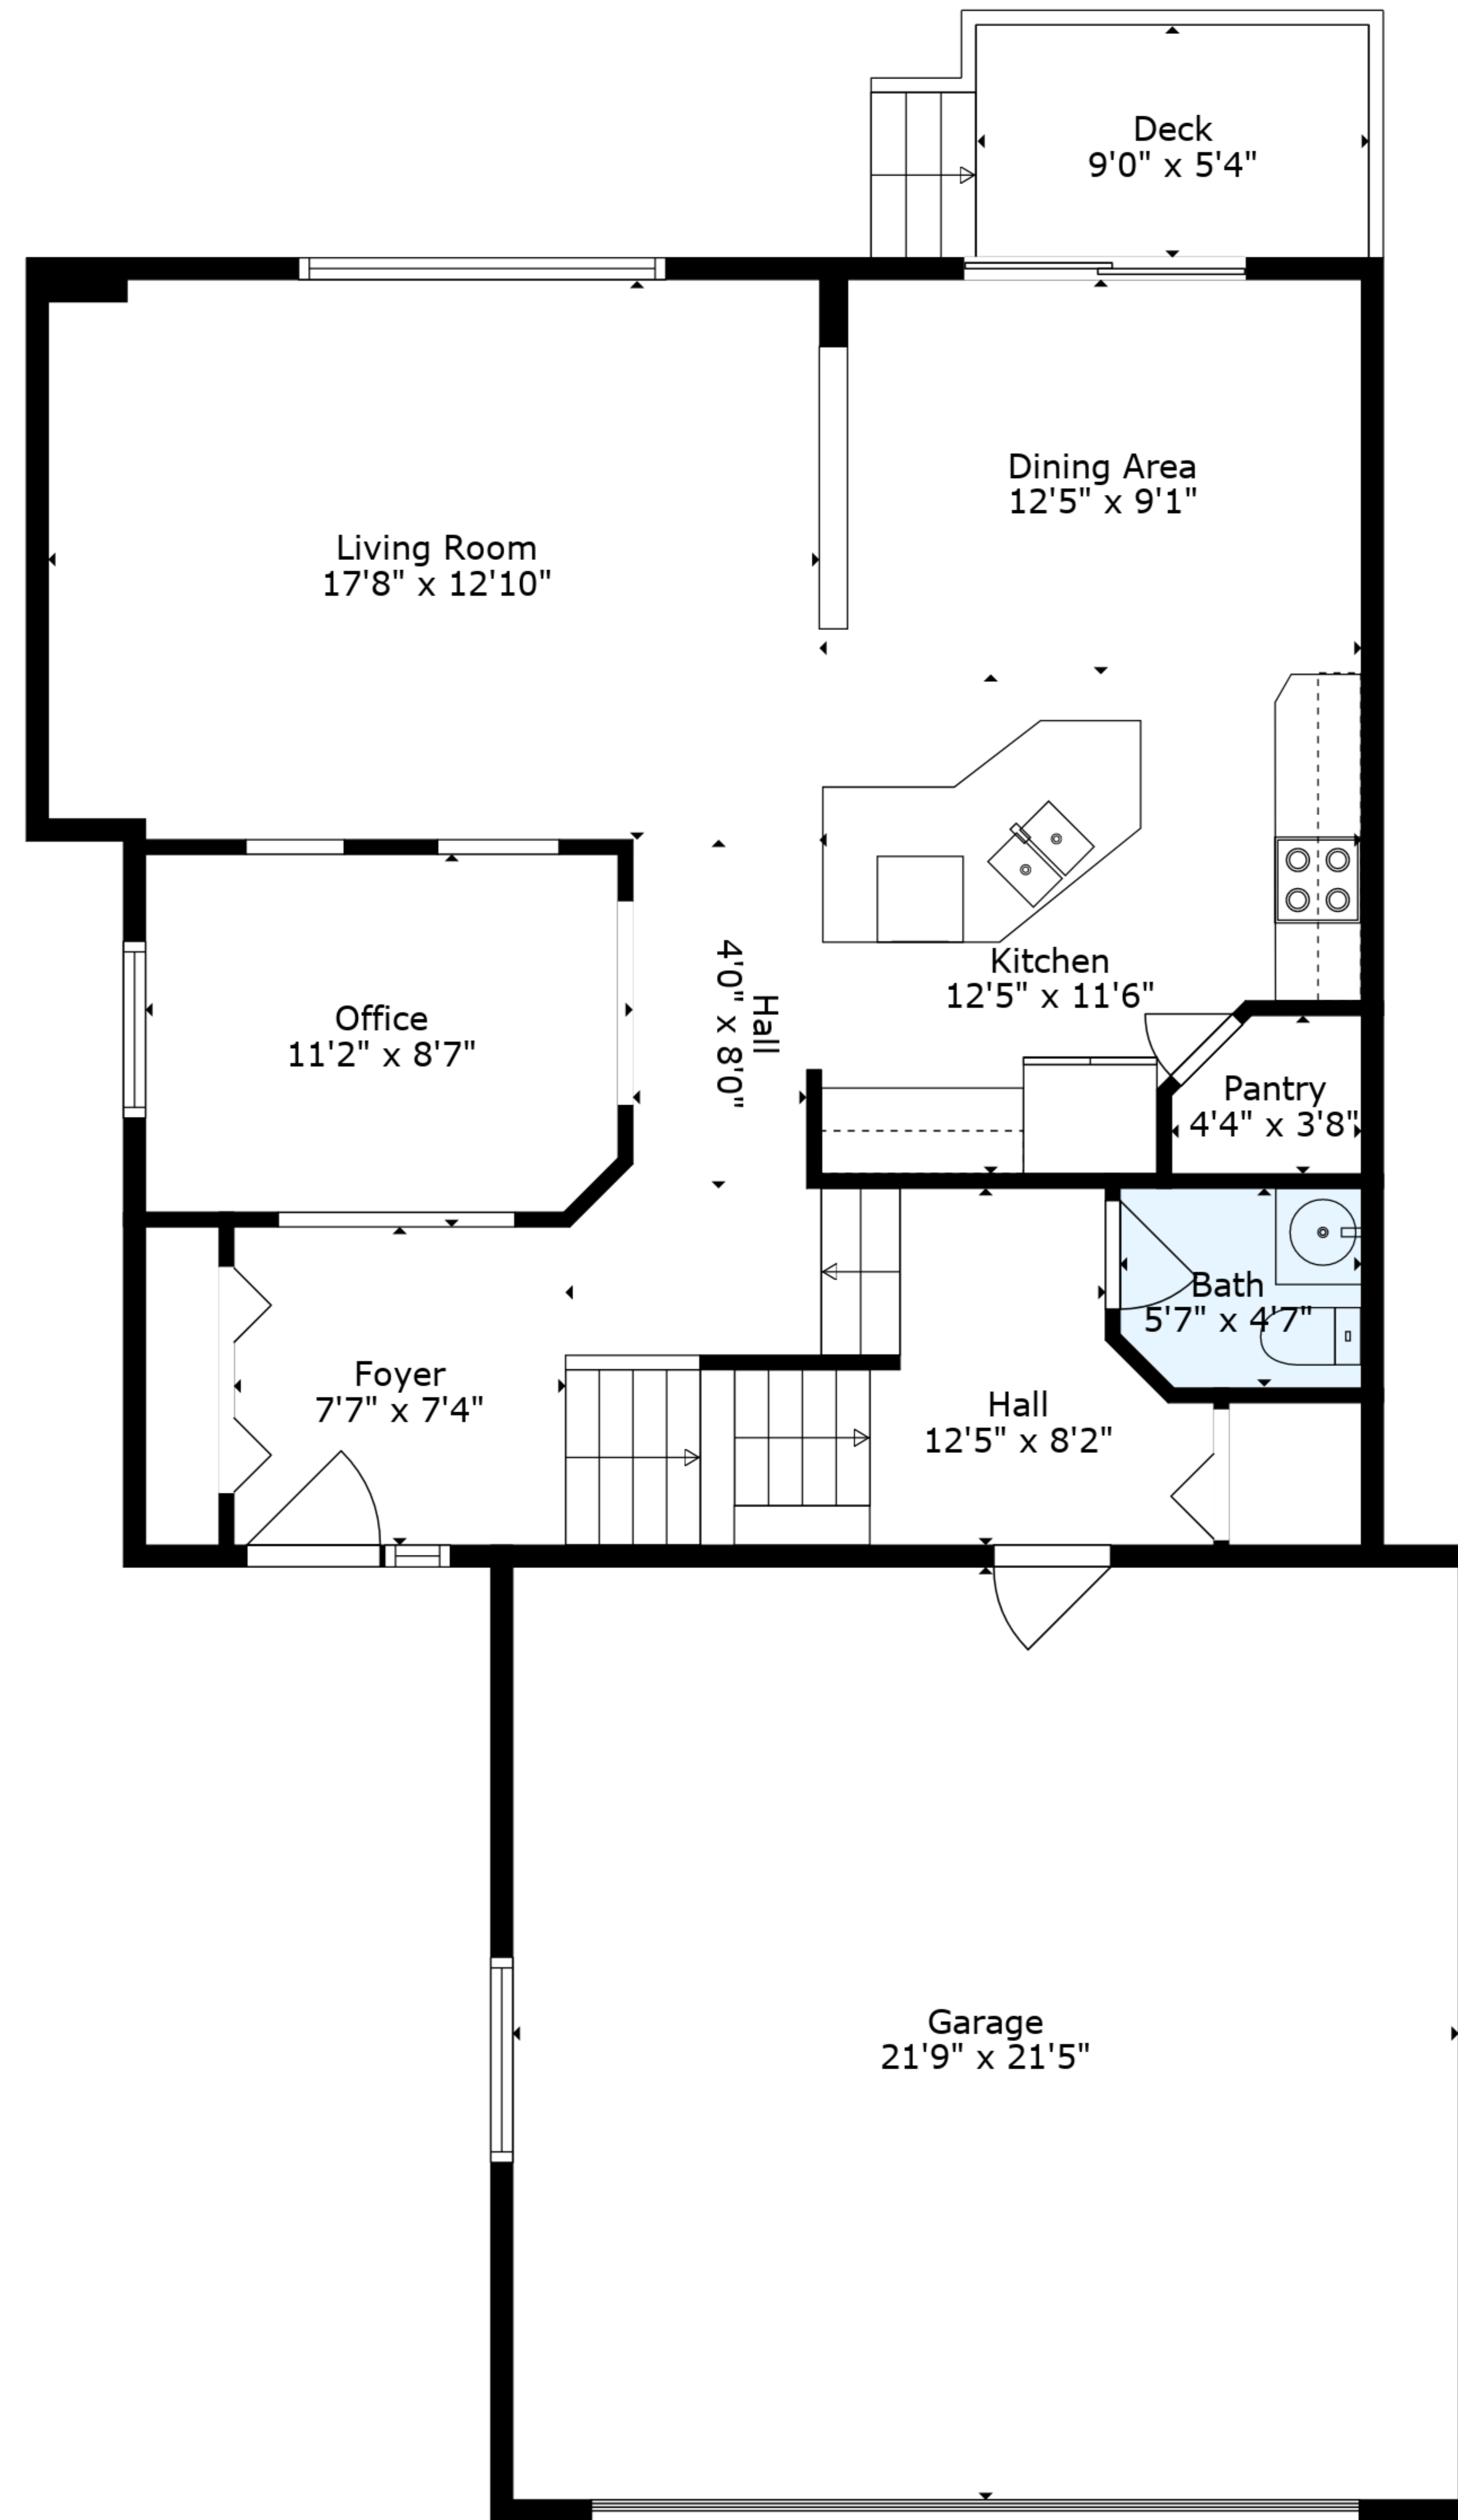 Deck
9'0" x 5'4"
Dining Area
12'5" x 9'1"
Living Room
17'8" x 12'10"
Kitchen
12'5" x 11'6"
Hall
4'0" x 8'0"
Office
11'2" x 8'7"
Pantry
4'4" x 3'8"
Bath
5'7" x 4'7"
Foyer
7'7" x 7'4"
Hall
12'5" x 8'2"
Garage
21'9" x 21'5"